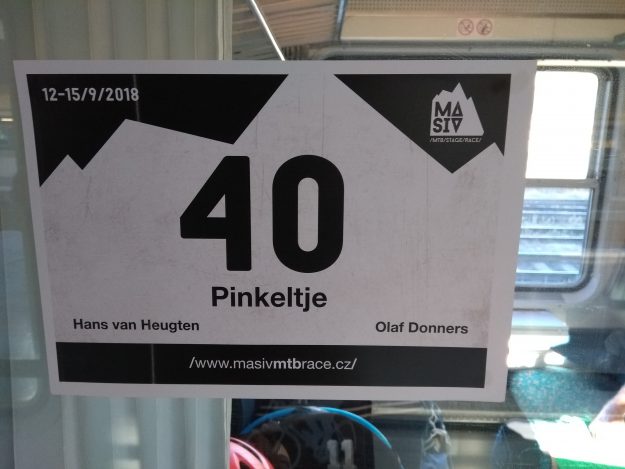 12-15/9/2018
MA
SIV
/MTB/STAGE/RACE/
40
Pinkeltje
Hans van Heugten
Olaf Donners
/www.masivmtbrace.cz/
11